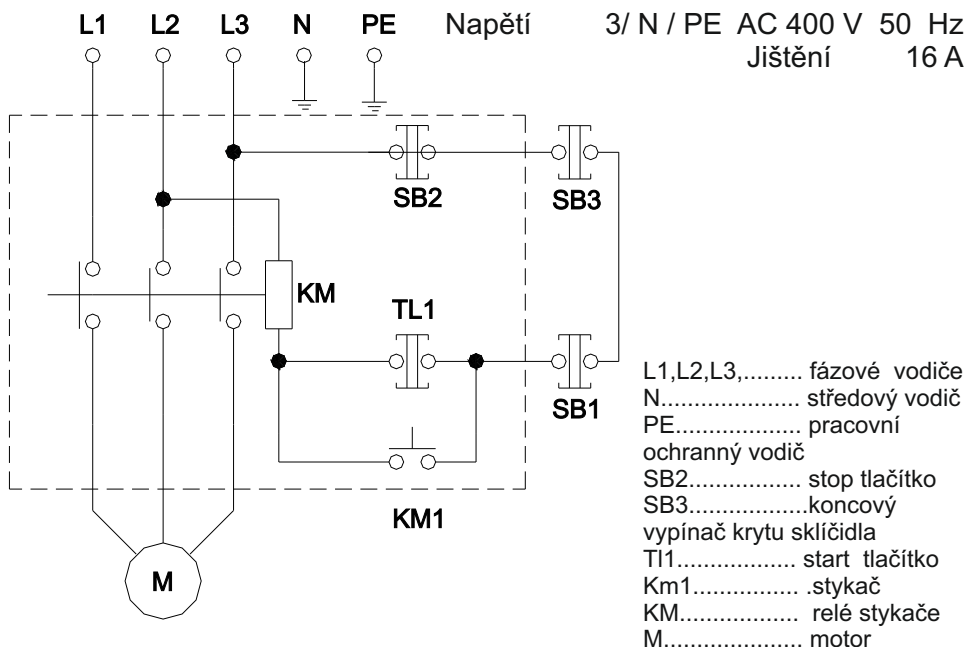 L1 L2 L3 N PE Napětí 3/ N / PE AC 400 V 50 Hz
Jištění 16 A
SB2 SB3
KM
TL1
SB1
KM1
M
L1,L2,L3,......... fázové vodiče
N..................... středový vodič
PE................... pracovní
ochranný vodič
SB2................. stop tlačítko
SB3..................koncový
vypínač krytu sklíčidla
Tl1.................. start tlačítko
Km1................ .stykač
KM.................. relé stykače
M..................... motor